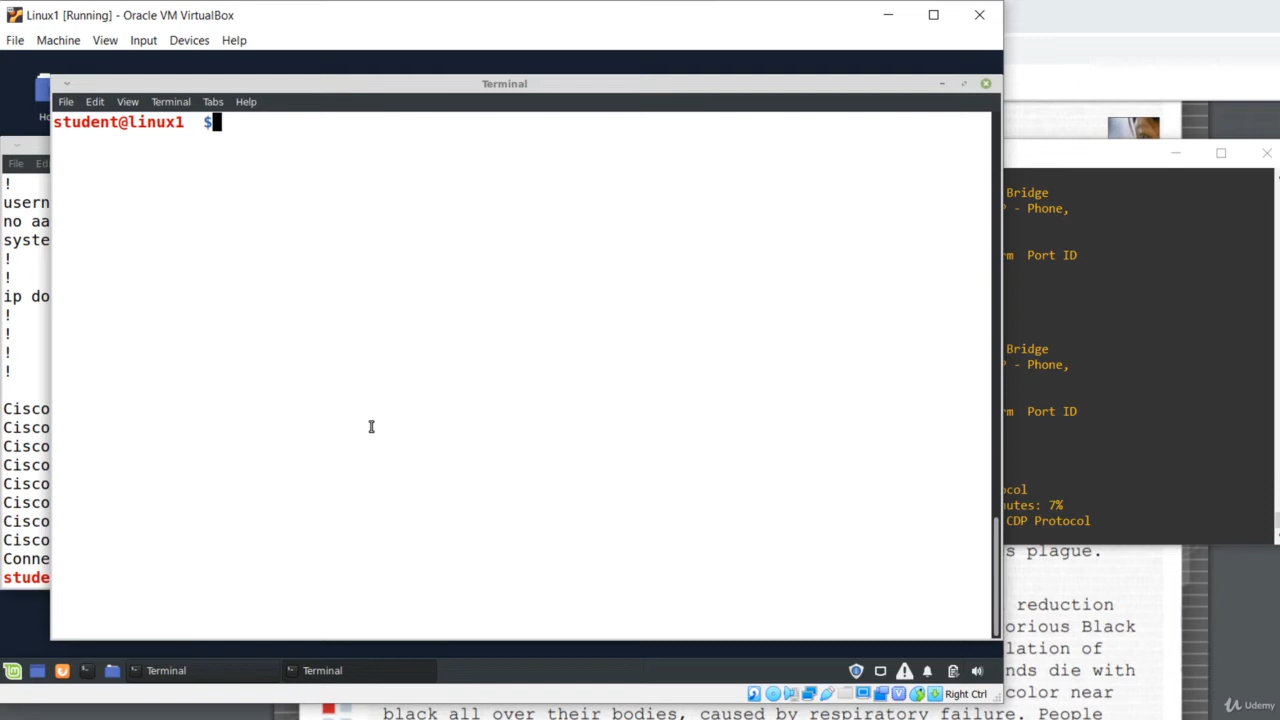 Linux1 [Running] - Oracle VM VirtualBox
File Machine View Input Devices Help
Terminal
File Edit View Terminal Tabs Help
student@linux1 $
File
!
usern
no aa
syste
!
!
ip do
!
!
!
!
Cisco
Cisco
Cisco
Cisco
Cisco
Cisco
Cisco
Cisco
Conne
stude
Bridge
- Phone,
Port ID
Bridge
- Phone,
Port ID
ocol
utes: 7%
CDP Protocol
s plague.
reduction
orious Black
lation of
nds die with
color near
black all over their bodies, caused by respiratory failure. People
Terminal
Terminal
Right Ctrl
Udemy